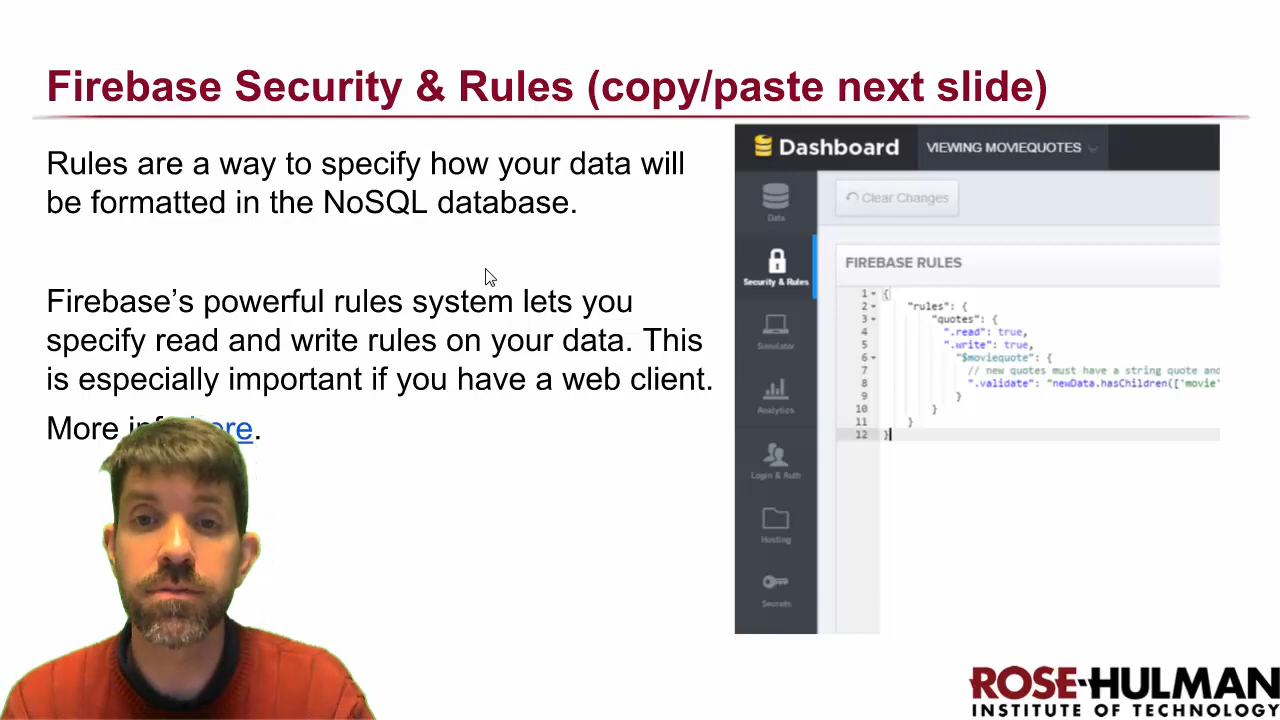 Firebase Security & Rules (copy/paste next slide)
Rules are a way to specify how your data will
be formatted in the NoSQL database.
Firebase’s powerful rules system lets you
specify read and write rules on your data. This
is especially important if you have a web client.
More info here.
Dashboard VIEWING MOVIEQUOTES
Data
Security & Rules
Simulator
Analytics
Login & Auth
Hosting
Secrets
Clear Changes
FIREBASE RULES
1 {
2 "rules": {
3 "quotes": {
4 ".read": true,
5 ".write": true,
6 "$moviequote": {
7 // new quotes must have a string quote and
8 ".validate": "newData.hasChildren(['movie'
9 }
10 }
11 }
12 }
ROSE-HULMAN
INSTITUTE OF TECHNOLOGY